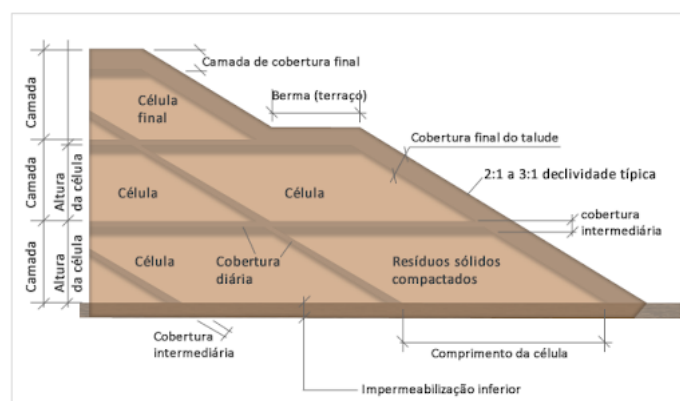 Camada de cobertura final
Berma (terraço)
Célula
final
Cobertura final do talude
2:1 a 3:1 declividade típica
Camada
Camada
Altura
da célula
Célula
Célula
cobertura
intermediária
Camada
Altura
da célula
Célula
Cobertura
diária
Resíduos sólidos
compactados
Cobertura
intermediária
Comprimento da célula
Impermeabilização inferior